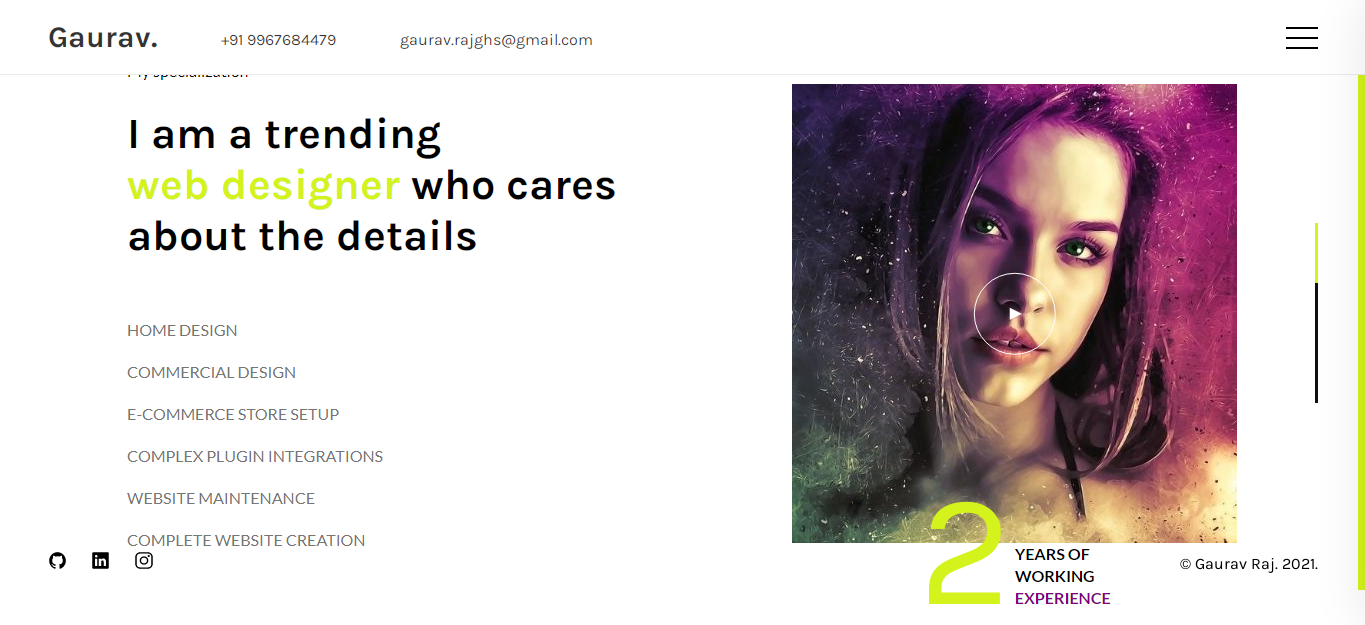 Gaurav.
+91 9967684479
gaurav.rajghs@gmail.com
My specialization
I am a trending
web designer who cares
about the details
HOME DESIGN
COMMERCIAL DESIGN
E-COMMERCE STORE SETUP
COMPLEX PLUGIN INTEGRATIONS
WEBSITE MAINTENANCE
COMPLETE WEBSITE CREATION
2
YEARS OF
WORKING
EXPERIENCE
© Gaurav Raj. 2021.